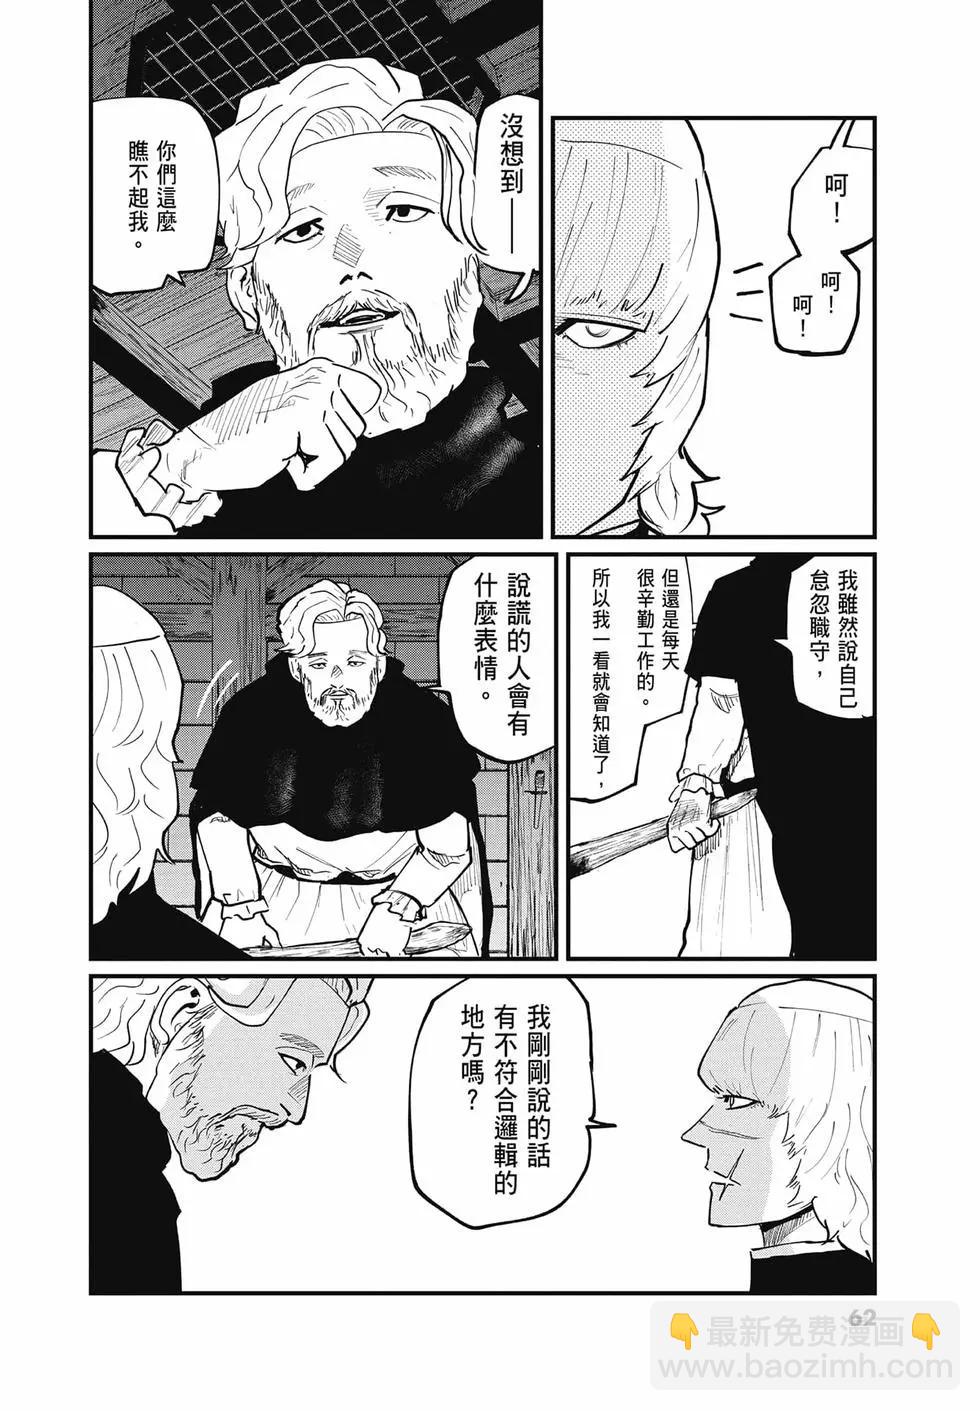 呵！
呵！
呵！
沒想到——
你們這麼
瞧不起我。
我雖然說自己
怠忽職守，
但還是每天
很辛勤工作的。
所以我一看就會知道了，
說謊的人會有
什麼表情。
我剛剛說的話
有不符合邏輯的
地方嗎？
62
👇最新免费漫画👇
www.baozimh.com